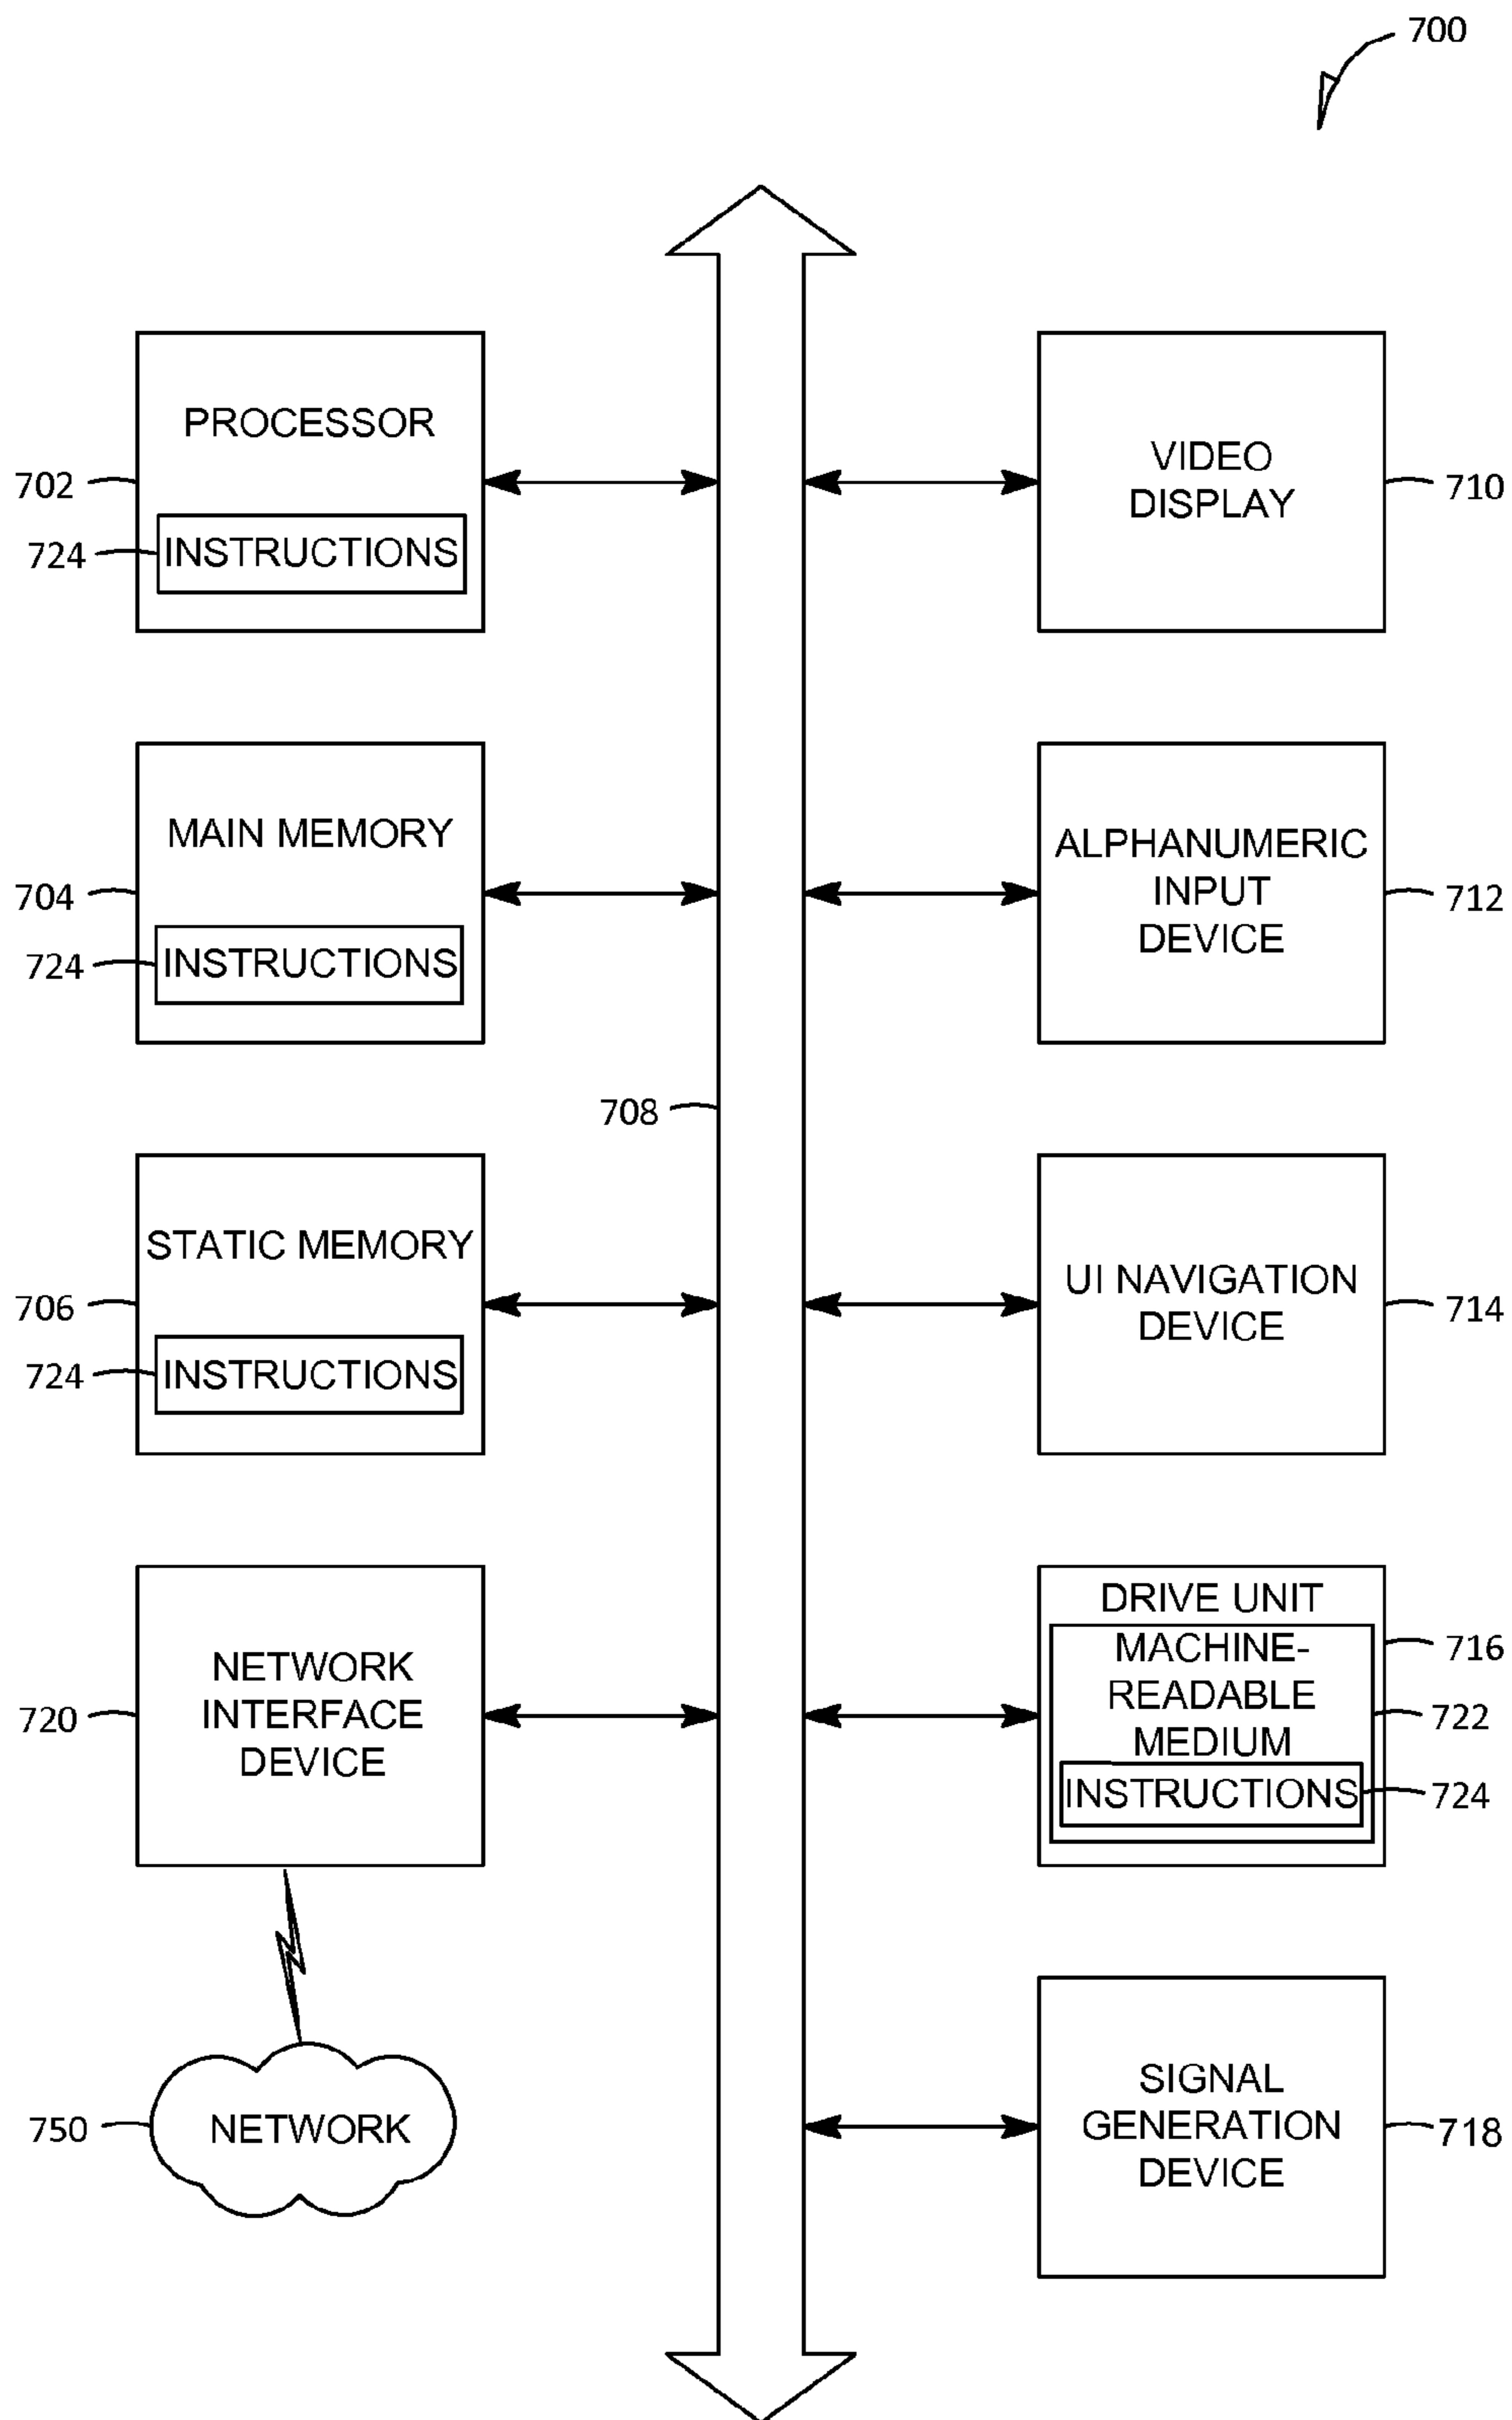 700
PROCESSOR
702
724
INSTRUCTIONS
VIDEO
DISPLAY
710
MAIN MEMORY
704
724
INSTRUCTIONS
ALPHANUMERIC
INPUT
DEVICE
712
708
STATIC MEMORY
706
724
INSTRUCTIONS
UI NAVIGATION
DEVICE
714
NETWORK
INTERFACE
DEVICE
720
DRIVE UNIT
716
MACHINE-
READABLE
MEDIUM
722
INSTRUCTIONS
724
750
NETWORK
SIGNAL
GENERATION
DEVICE
718